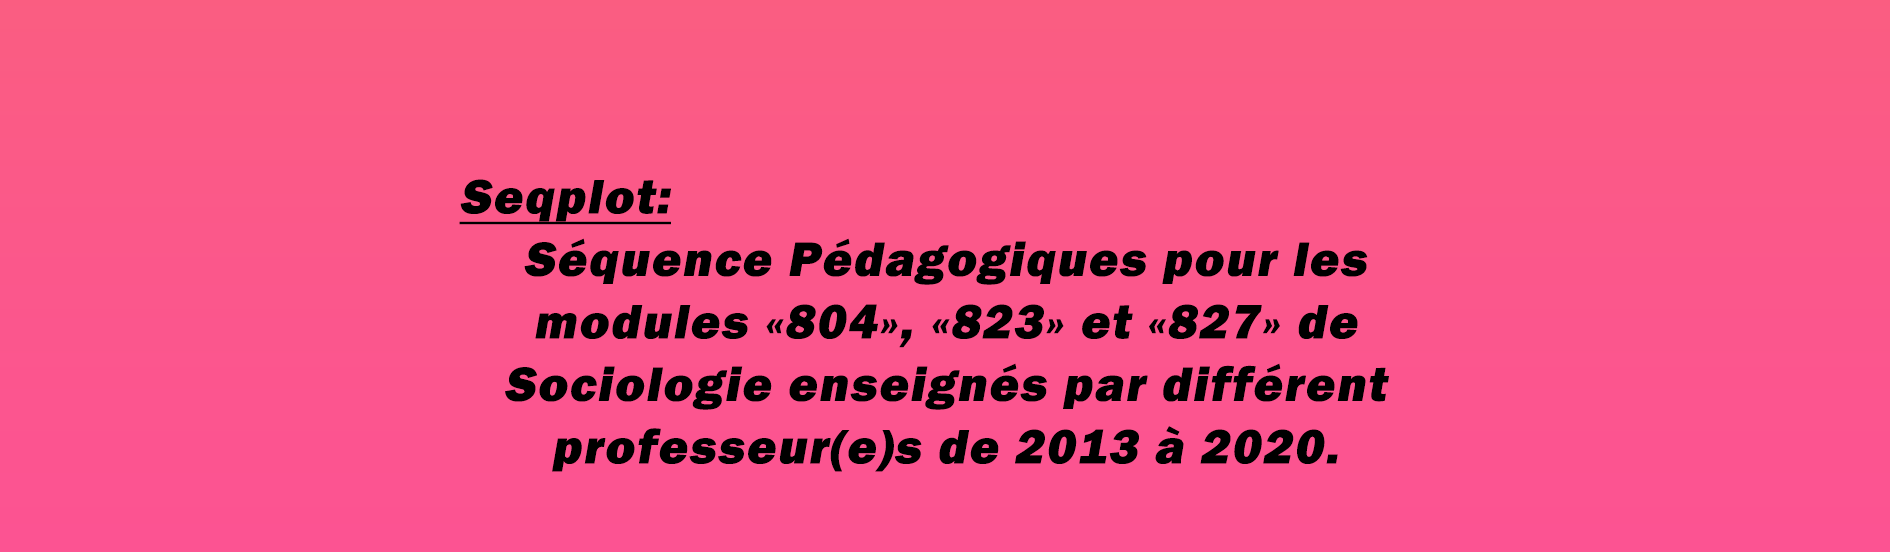 Seqplot:
Séquence Pédagogiques pour les
modules «804», «823» et «827» de
Sociologie enseignés par différent
professeur(e)s de 2013 à 2020.